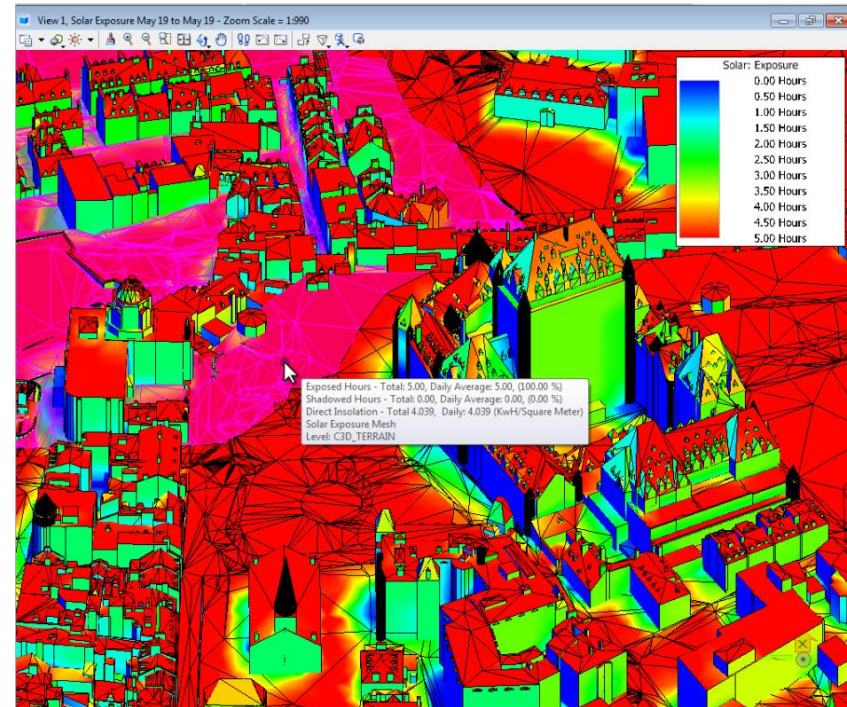 View 1, Solar Exposure May 19 to May 19 - Zoom Scale = 1:990
Solar: Exposure
0.00 Hours
0.50 Hours
1.00 Hours
1.50 Hours
2.00 Hours
2.50 Hours
3.00 Hours
3.50 Hours
4.00 Hours
4.50 Hours
5.00 Hours
Exposed Hours - Total: 5.00, Daily Average: 5.00, (100.00 %)
Shadowed Hours - Total: 0.00, Daily Average: 0.00, (0.00 %)
Direct Insolation - Total 4.039, Daily: 4.039 (KwH/Square Meter)
Solar Exposure Mesh
Level: C3D_TERRAIN